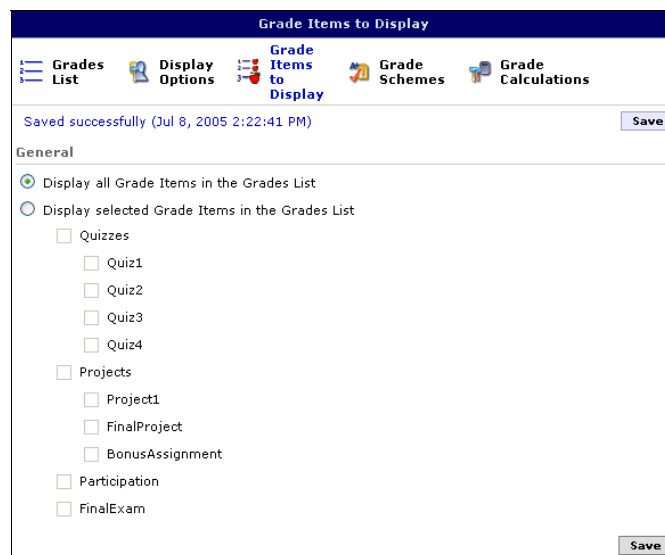 Grade Items to Display
Grades List
Display Options
Grade Items to Display
Grade Schemes
Grade Calculations
Saved successfully (Jul 8, 2005 2:22:41 PM)
Save
General
Display all Grade Items in the Grades List
Display selected Grade Items in the Grades List
Quizzes
Quiz1
Quiz2
Quiz3
Quiz4
Projects
Project1
FinalProject
BonusAssignment
Participation
FinalExam
Save